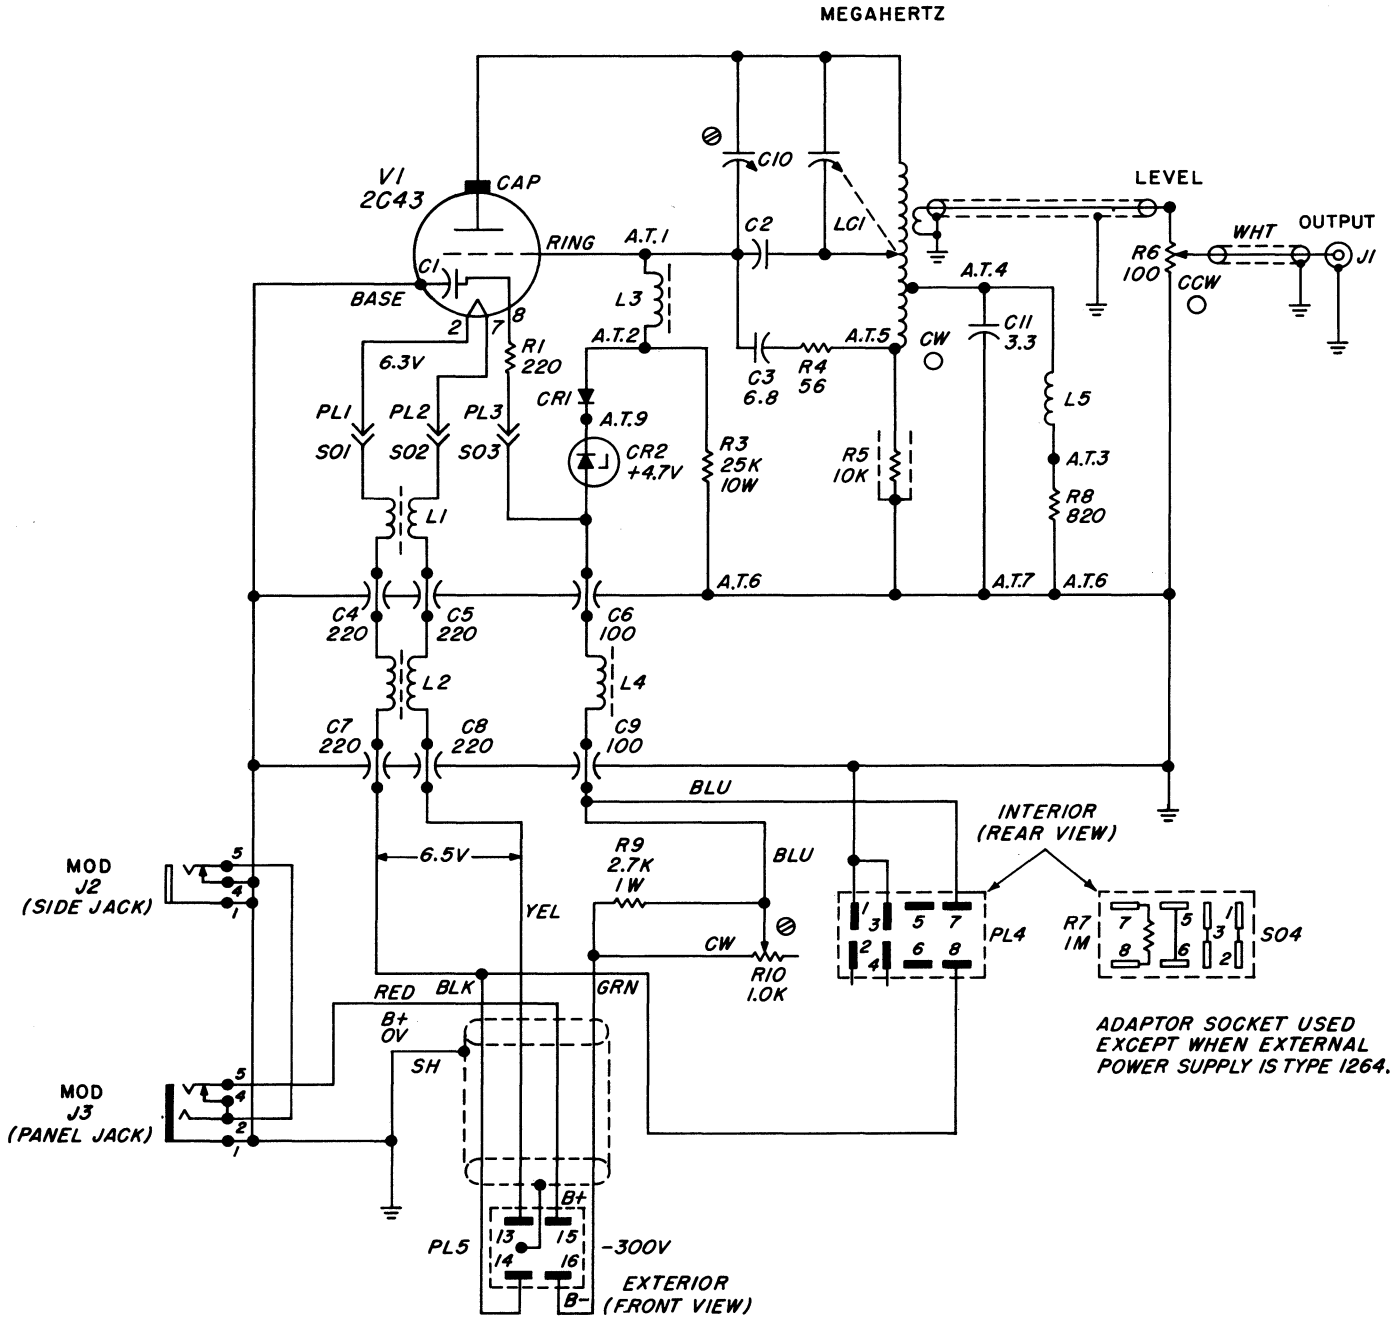 MEGAHERTZ
V1
2C43
CAP
C10
LEVEL
C2
LC1
RING
A.T.1
WHT
OUTPUT
R6
100
J1
C1
BASE
L3
A.T.4
CCW
2
7
8
6.3V
R1
220
A.T.2
C3
6.8
R4
56
A.T.5
CW
C11
3.3
PL1
PL2
PL3
CR1
A.T.9
L5
SO1
SO2
SO3
CR2
+4.7V
R3
25K
10W
R5
10K
A.T.3
R8
820
L1
A.T.6
A.T.7
A.T.6
C4
220
C5
220
C6
100
L2
L4
C7
220
C8
220
C9
100
BLU
INTERIOR
(REAR VIEW)
MOD
J2
(SIDE JACK)
5
4
1
6.5V
R9
2.7K
1W
BLU
YEL
CW
R10
1.0K
1
3
5
7
2
4
6
8
PL4
R7
1M
7
5
3
1
8
6
2
SO4
BLK
GRN
RED
B+
0V
SH
ADAPTOR SOCKET USED
EXCEPT WHEN EXTERNAL
POWER SUPPLY IS TYPE 1264.
MOD
J3
(PANEL JACK)
5
4
2
1
B+
PL5
13
15
14
16
-300V
B-
EXTERIOR
(FRONT VIEW)